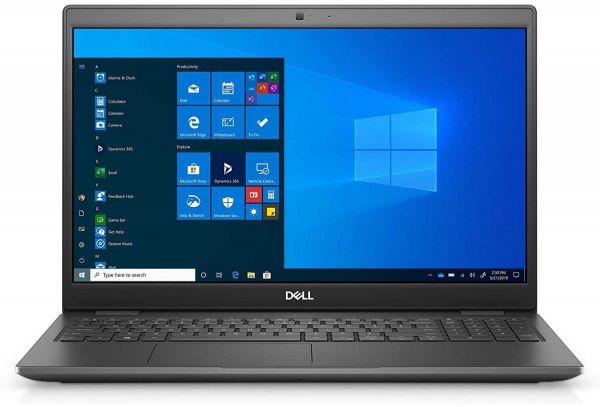 Productivity
A
Alarms & Clock
C
Calculator
Calendar
Camera
D
Dynamics 365
E
Excel
F
Feedback Hub
G
Game bar
Get Help
Groove Music
M
Mail
Mail
Calendar
Microsoft Edge
Whiteboard
To-Do
Explore
Microsoft Store
Dynamics 365
Remote Deskt...
Snip & Sketch
Windows Sec...
Type here to search
2:30 PM
5/21/2019
DELL